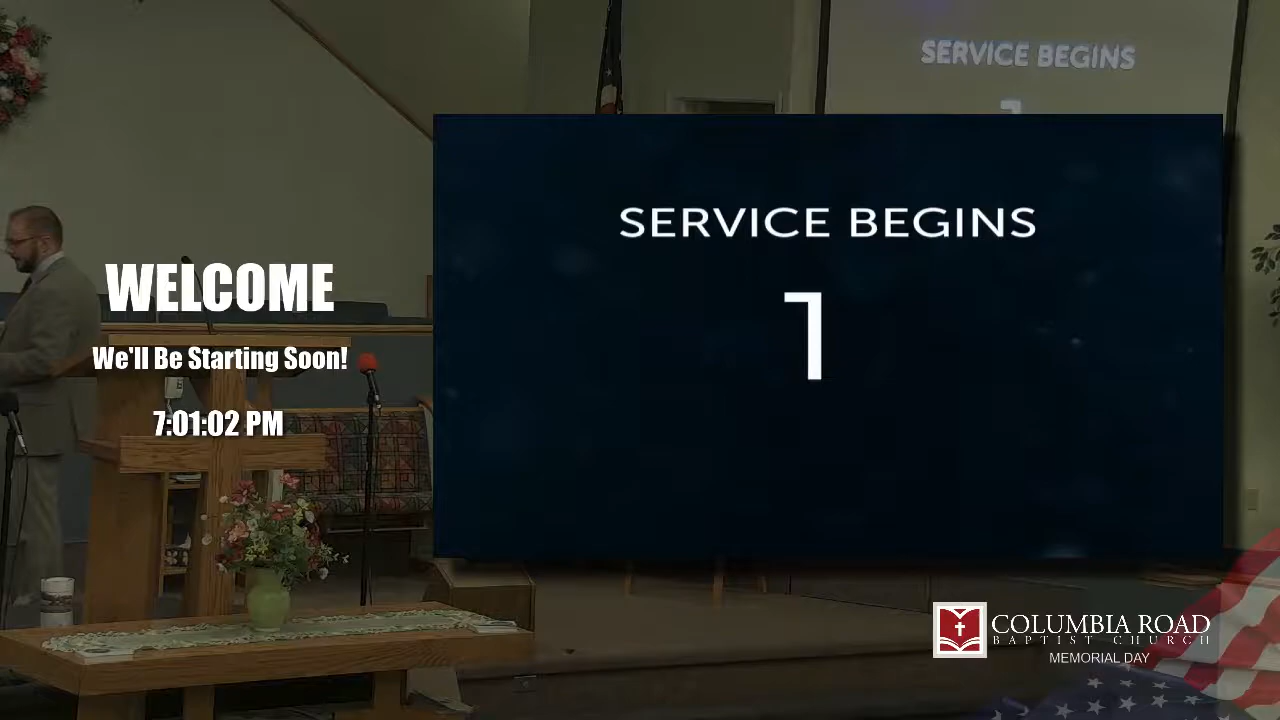 SERVICE BEGINS
1
SERVICE BEGINS
1
WELCOME
We'll Be Starting Soon!
7:01:02 PM
COLUMBIA ROAD
BAPTIST CHURCH
MEMORIAL DAY